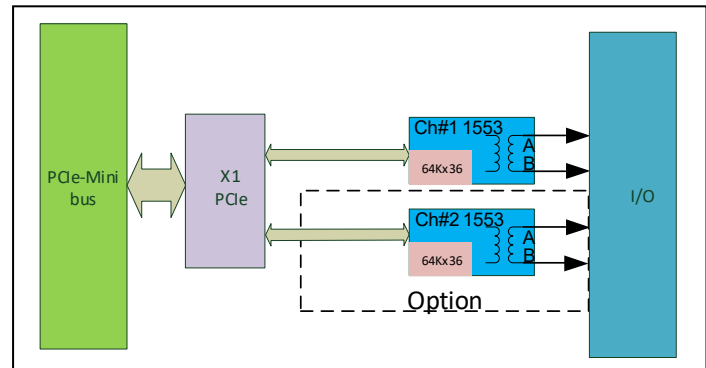 PCIe-Mini
bus
X1
PCIe
Ch#1 1553
64Kx36
A
B
Ch#2 1553
64Kx36
A
B
Option
I/O